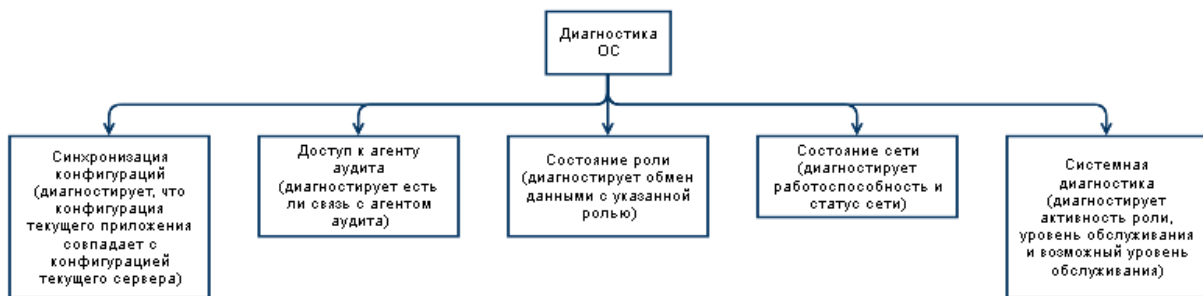 Диагностика
ОС
Синхронизация
конфигураций
(диагностирует, что
конфигурация
текущего приложения
совпадает с
конфигурацией
текущего сервера)
Доступ к агенту
аудита
(диагностирует есть
ли связь с агентом
аудита)
Состояние роли
(диагностирует обмен
данными с указанной
ролью)
Состояние сети
(диагностирует
работоспособность и
статус сети)
Системная
диагностика
(диагностирует
активность роли,
уровень обслуживания
и возможный уровень
обслуживания)